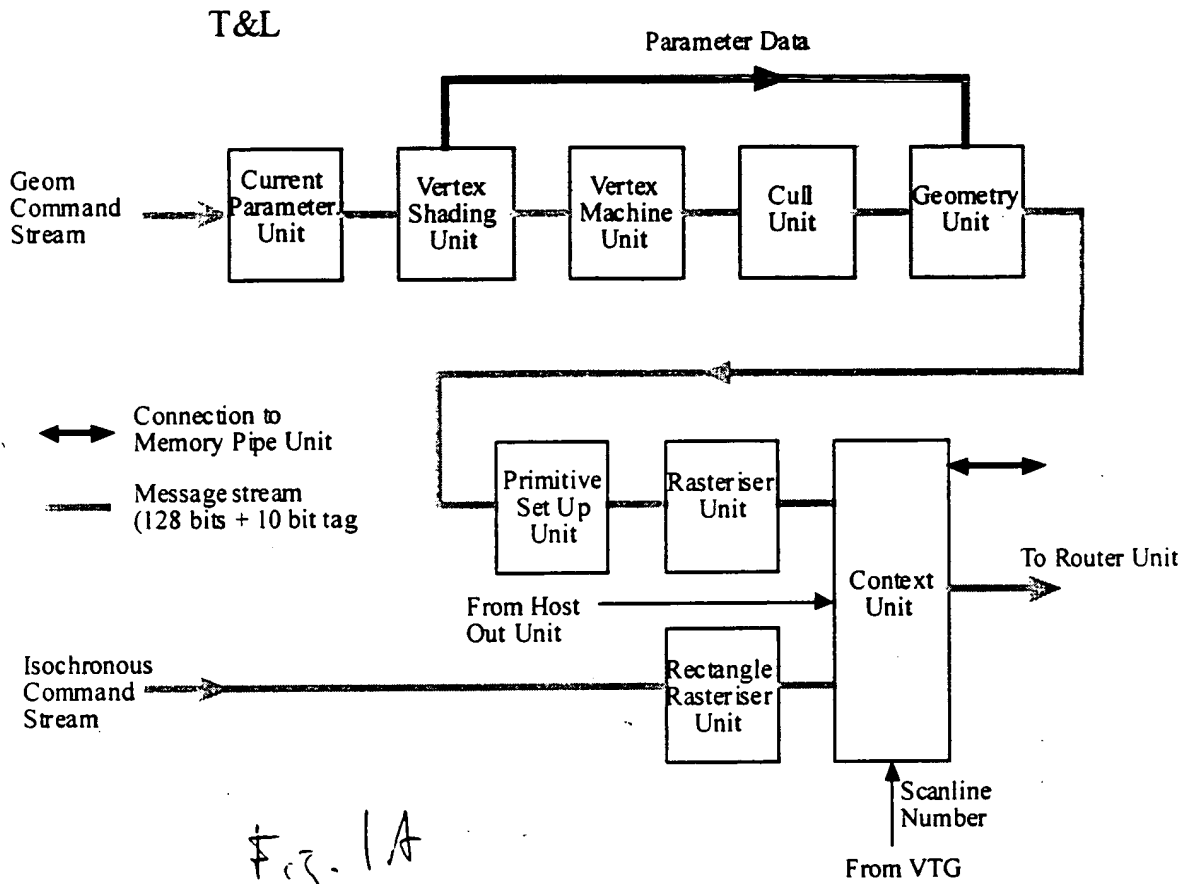 T&L
Parameter Data
Geom
Command
Stream
Current
Parameter
Unit
Vertex
Shading
Unit
Vertex
Machine
Unit
Cull
Unit
Geometry
Unit
Connection to
Memory Pipe Unit
Message stream
(128 bits + 10 bit tag
Primitive
Set Up
Unit
Rasteriser
Unit
Context
Unit
To Router Unit
From Host
Out Unit
Isochronous
Command
Stream
Rectangle
Rasteriser
Unit
Scanline
Number
From VTG
Fig. 1A